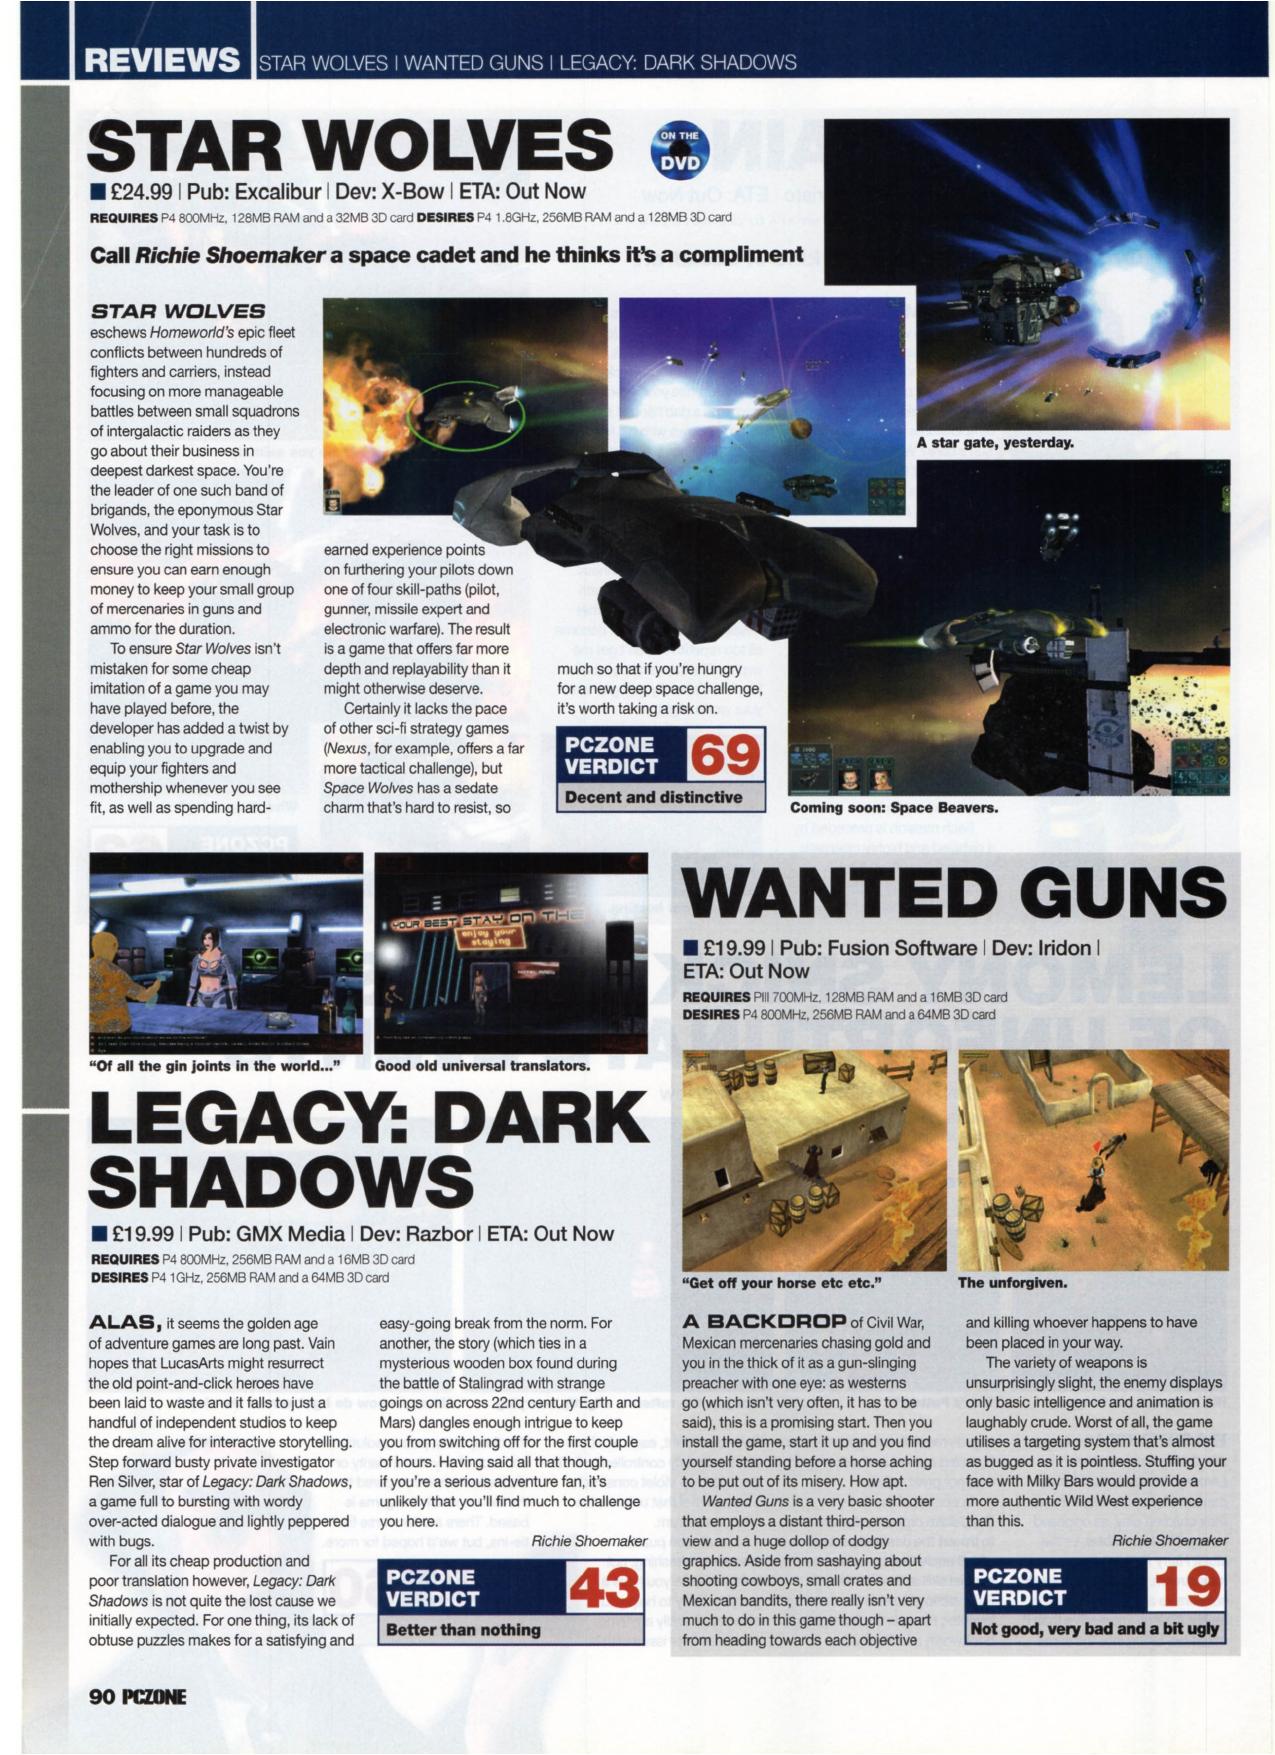 REVIEWS
STAR WOLVES | WANTED GUNS | LEGACY: DARK SHADOWS
STAR WOLVES
ON THE
DVD
■ £24.99 | Pub: Excalibur | Dev: X-Bow | ETA: Out Now
REQUIRES P4 800MHz, 128MB RAM and a 32MB 3D card DESIRES P4 1.8GHz, 256MB RAM and a 128MB 3D card
Call Richie Shoemaker a space cadet and he thinks it's a compliment
STAR WOLVES
eschews Homeworld's epic fleet
conflicts between hundreds of
fighters and carriers, instead
focusing on more manageable
battles between small squadrons
of intergalactic raiders as they
go about their business in
deepest darkest space. You're
the leader of one such band of
brigands, the eponymous Star
Wolves, and your task is to
choose the right missions to
ensure you can earn enough
money to keep your small group
of mercenaries in guns and
ammo for the duration.
To ensure Star Wolves isn't
mistaken for some cheap
imitation of a game you may
have played before, the
developer has added a twist by
enabling you to upgrade and
equip your fighters and
mothership whenever you see
fit, as well as spending hard-
earned experience points
on furthering your pilots down
one of four skill-paths (pilot,
gunner, missile expert and
electronic warfare). The result
is a game that offers far more
depth and replayability than it
might otherwise deserve.
Certainly it lacks the pace
of other sci-fi strategy games
(Nexus, for example, offers a far
more tactical challenge), but
Space Wolves has a sedate
charm that's hard to resist, so
much so that if you're hungry
for a new deep space challenge,
it's worth taking a risk on.
PCZONE
VERDICT
69
Decent and distinctive
A star gate, yesterday.
Coming soon: Space Beavers.
YOUR BEST STAY ON THE
enjoy your
staying
"Of all the gin joints in the world..."
Good old universal translators.
LEGACY: DARK
SHADOWS
■ £19.99 | Pub: GMX Media | Dev: Razbor | ETA: Out Now
REQUIRES P4 800MHz, 256MB RAM and a 16MB 3D card
DESIRES P4 1GHz, 256MB RAM and a 64MB 3D card
ALAS, it seems the golden age
of adventure games are long past. Vain
hopes that LucasArts might resurrect
the old point-and-click heroes have
been laid to waste and it falls to just a
handful of independent studios to keep
the dream alive for interactive storytelling.
Step forward busty private investigator
Ren Silver, star of Legacy: Dark Shadows,
a game full to bursting with wordy
over-acted dialogue and lightly peppered
with bugs.
For all its cheap production and
poor translation however, Legacy: Dark
Shadows is not quite the lost cause we
initially expected. For one thing, its lack of
obtuse puzzles makes for a satisfying and
easy-going break from the norm. For
another, the story (which ties in a
mysterious wooden box found during
the battle of Stalingrad with strange
goings on across 22nd century Earth and
Mars) dangles enough intrigue to keep
you from switching off for the first couple
of hours. Having said all that though,
if you're a serious adventure fan, it's
unlikely that you'll find much to challenge
you here.
Richie Shoemaker
PCZONE
VERDICT
43
Better than nothing
WANTED GUNS
■ £19.99 | Pub: Fusion Software | Dev: Iridon |
ETA: Out Now
REQUIRES PIII 700MHz, 128MB RAM and a 16MB 3D card
DESIRES P4 800MHz, 256MB RAM and a 64MB 3D card
"Get off your horse etc etc."
The unforgiven.
A BACKDROP of Civil War,
Mexican mercenaries chasing gold and
you in the thick of it as a gun-slinging
preacher with one eye: as westerns
go (which isn't very often, it has to be
said), this is a promising start. Then you
install the game, start it up and you find
yourself standing before a horse aching
to be put out of its misery. How apt.
Wanted Guns is a very basic shooter
that employs a distant third-person
view and a huge dollop of dodgy
graphics. Aside from sashaying about
shooting cowboys, small crates and
Mexican bandits, there really isn't very
much to do in this game though – apart
from heading towards each objective
and killing whoever happens to have
been placed in your way.
The variety of weapons is
unsurprisingly slight, the enemy displays
only basic intelligence and animation is
laughably crude. Worst of all, the game
utilises a targeting system that's almost
as bugged as it is pointless. Stuffing your
face with Milky Bars would provide a
more authentic Wild West experience
than this.
Richie Shoemaker
PCZONE
VERDICT
19
Not good, very bad and a bit ugly
90 PCZONE